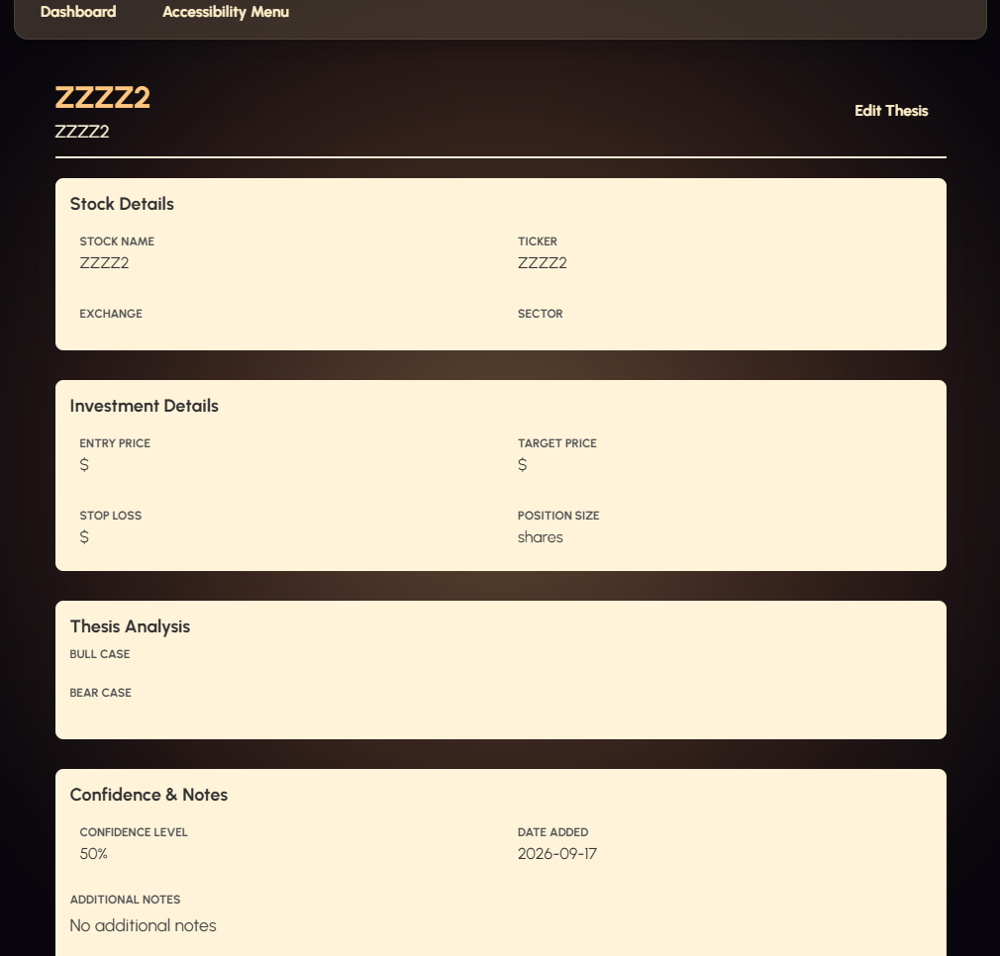 Dashboard Accessibility Menu
ZZZZ2
ZZZZ2
Edit Thesis
Stock Details
STOCK NAME TICKER
ZZZZ2 ZZZZ2
EXCHANGE SECTOR
Investment Details
ENTRY PRICE TARGET PRICE
$ $
STOP LOSS POSITION SIZE
$ shares
Thesis Analysis
BULL CASE
BEAR CASE
Confidence & Notes
CONFIDENCE LEVEL DATE ADDED
50% 2026-09-17
ADDITIONAL NOTES
No additional notes